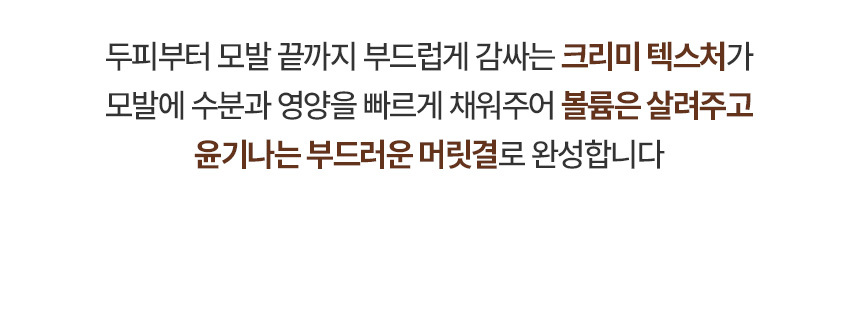 두피부터 모발 끝까지 부드럽게 감싸는 크리미 텍스처가
모발에 수분과 영양을 빠르게 채워주어 볼륨은 살려주고
윤기나는 부드러운 머릿결로 완성합니다